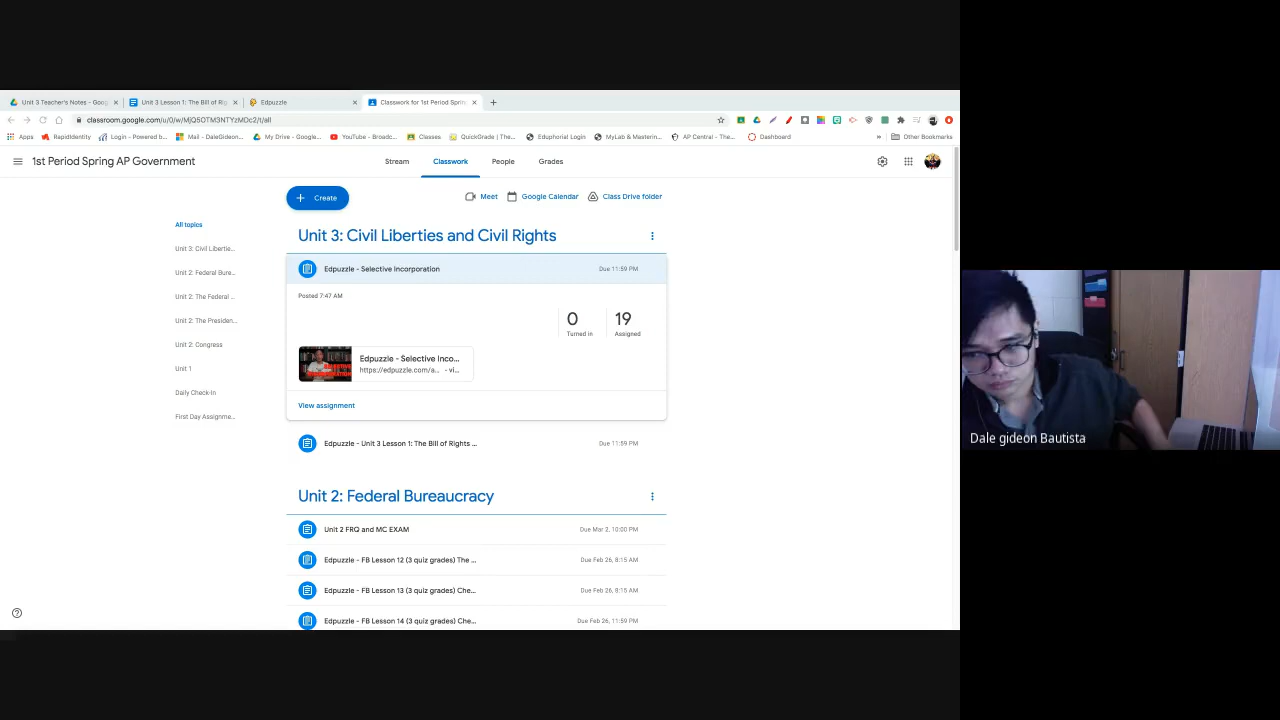 Unit 3 Teacher's Notes - Goog
Unit 3 Lesson 1: The Bill of Rig
Edpuzzle
Classwork for 1st Period Sprin
classroom.google.com/u/0/w/MjQ5OTM3NTYzMDc2/t/all
Apps
RapidIdentity
Login - Powered b...
Mail - DaleGideon...
My Drive - Google...
YouTube - Broadc...
Classes
QuickGrade | The...
Eduphorial Login
MyLab & Masterin...
AP Central - The...
Dashboard
»
Other Bookmarks
1st Period Spring AP Government
Stream
Classwork
People
Grades
Create
Meet
Google Calendar
Class Drive folder
All topics
Unit 3: Civil Libertie...
Unit 2: Federal Bure...
Unit 2: The Federal ...
Unit 2: The Presiden...
Unit 2: Congress
Unit 1
Daily Check-In
First Day Assignme...
Unit 3: Civil Liberties and Civil Rights
Edpuzzle - Selective Incorporation
Due 11:59 PM
Posted 7:47 AM
0
Turned in
19
Assigned
SELECTIVE
INCORPORATION
Edpuzzle - Selective Inco...
https://edpuzzle.com/a... - vi...
View assignment
Edpuzzle - Unit 3 Lesson 1: The Bill of Rights ...
Due 11:59 PM
Unit 2: Federal Bureaucracy
Unit 2 FRQ and MC EXAM
Due Mar 2, 10:00 PM
Edpuzzle - FB Lesson 12 (3 quiz grades) The ...
Due Feb 26, 8:15 AM
Edpuzzle - FB Lesson 13 (3 quiz grades) Che...
Due Feb 26, 8:15 AM
Edpuzzle - FB Lesson 14 (3 quiz grades) Che...
Due Feb 26, 11:59 PM
Dale gideon Bautista